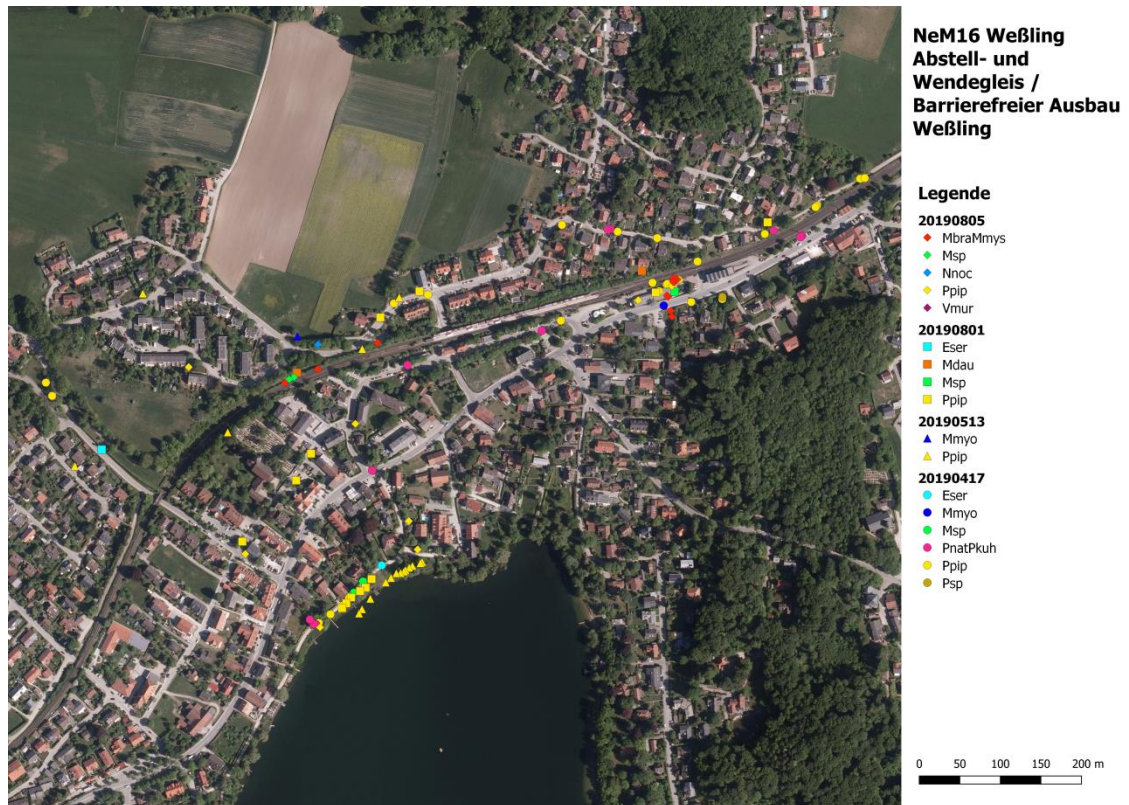 NeM16 Weßling
Abstell- und
Wendegleis /
Barrierefreier Ausbau
Weßling
Legende
20190805
MbraMmys
Msp
Nnoc
Ppip
Vmur
20190801
Eser
Mdau
Msp
Ppip
20190513
Mmyo
Ppip
20190417
Eser
Mmyo
Msp
PnatPkuh
Ppip
Psp
0 50 100 150 200 m